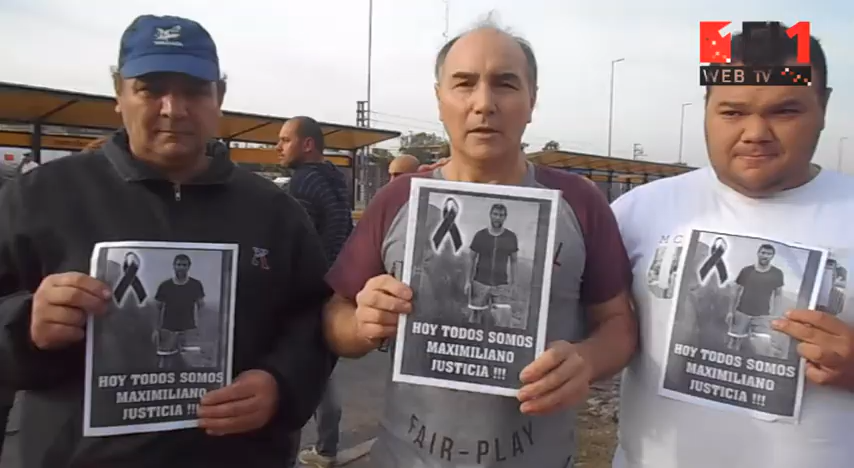 101
WEB TV
HOY TODOS SOMOS
MAXIMILIANO
JUSTICIA !!!
HOY TODOS SOMOS
MAXIMILIANO
JUSTICIA !!!
HOY TODOS SOMOS
MAXIMILIANO
JUSTICIA !!!
FAIR-PLAY